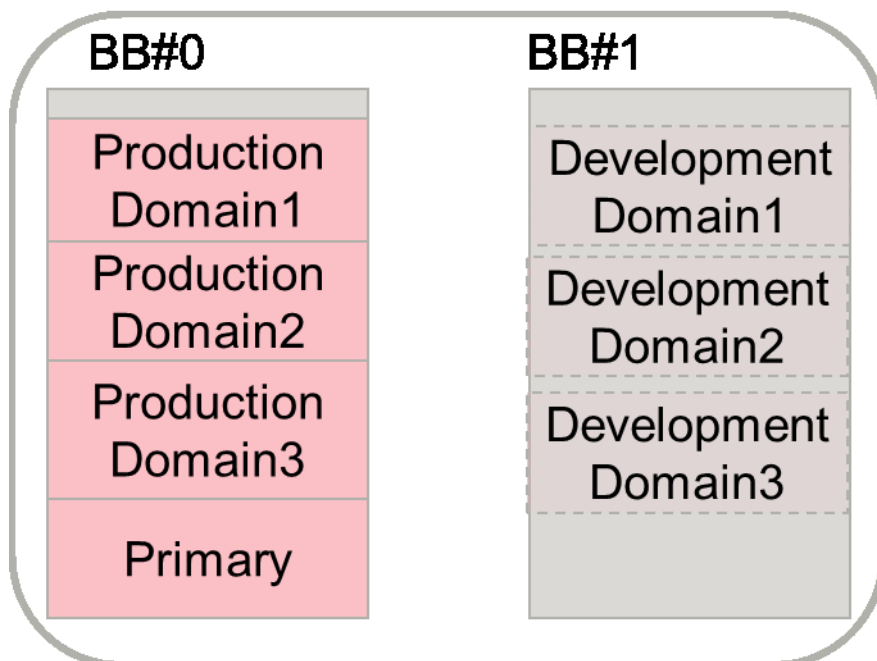 BB#0
Production
Domain1
Production
Domain2
Production
Domain3
Primary
BB#1
Development
Domain1
Development
Domain2
Development
Domain3